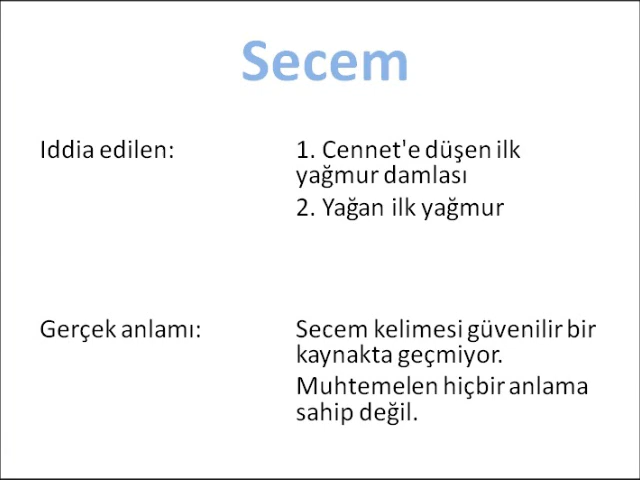 Secem
Iddia edilen:
1. Cennet'e düşen ilk
yağmur damlası
2. Yağan ilk yağmur
Gerçek anlamı:
Secem kelimesi güvenilir bir
kaynakta geçmiyor.
Muhtemelen hiçbir anlama
sahip değil.